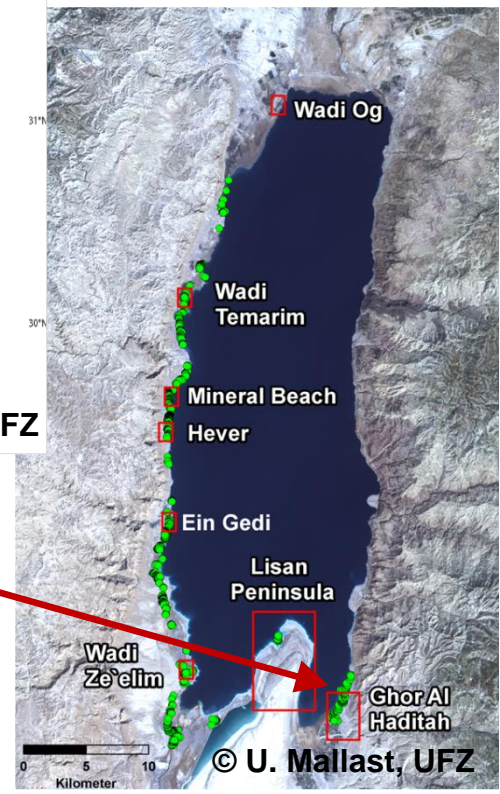 31°N
Wadi Og
Wadi
Temarim
30°N
Mineral Beach
FZ
Hever
Ein Gedi
Lisan
Peninsula
Wadi
Ze`elim
Ghor Al
Haditah
0 5 10
Kilometer
© U. Mallast, UFZ